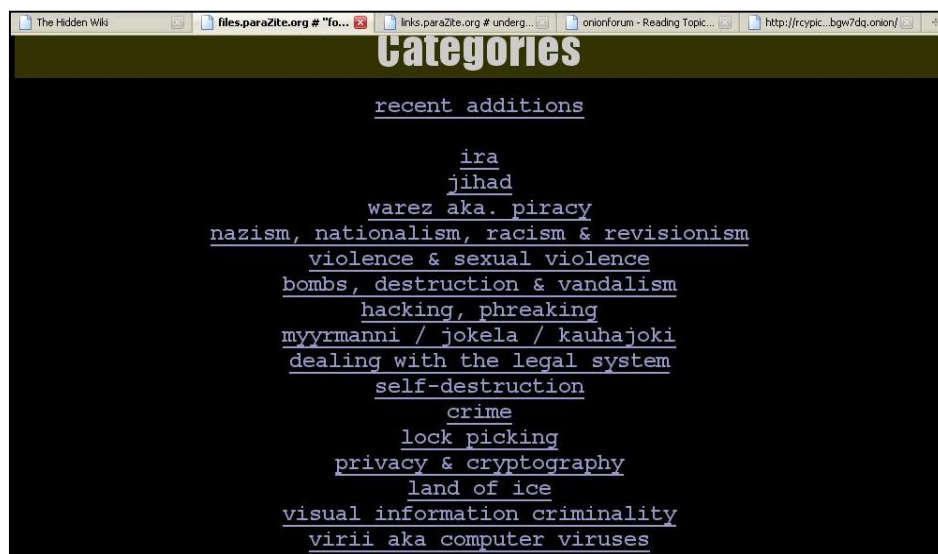 The Hidden Wiki
files.paraZite.org # "fo...
links.paraZite.org # underg...
onionforum - Reading Topic...
http://rcypic...bgw7dq.onion/
Categories
recent additions
ira
jihad
warez aka. piracy
nazism, nationalism, racism & revisionism
violence & sexual violence
bombs, destruction & vandalism
hacking, phreaking
myyrmanni / jokela / kauhajoki
dealing with the legal system
self-destruction
crime
lock picking
privacy & cryptography
land of ice
visual information criminality
virii aka computer viruses